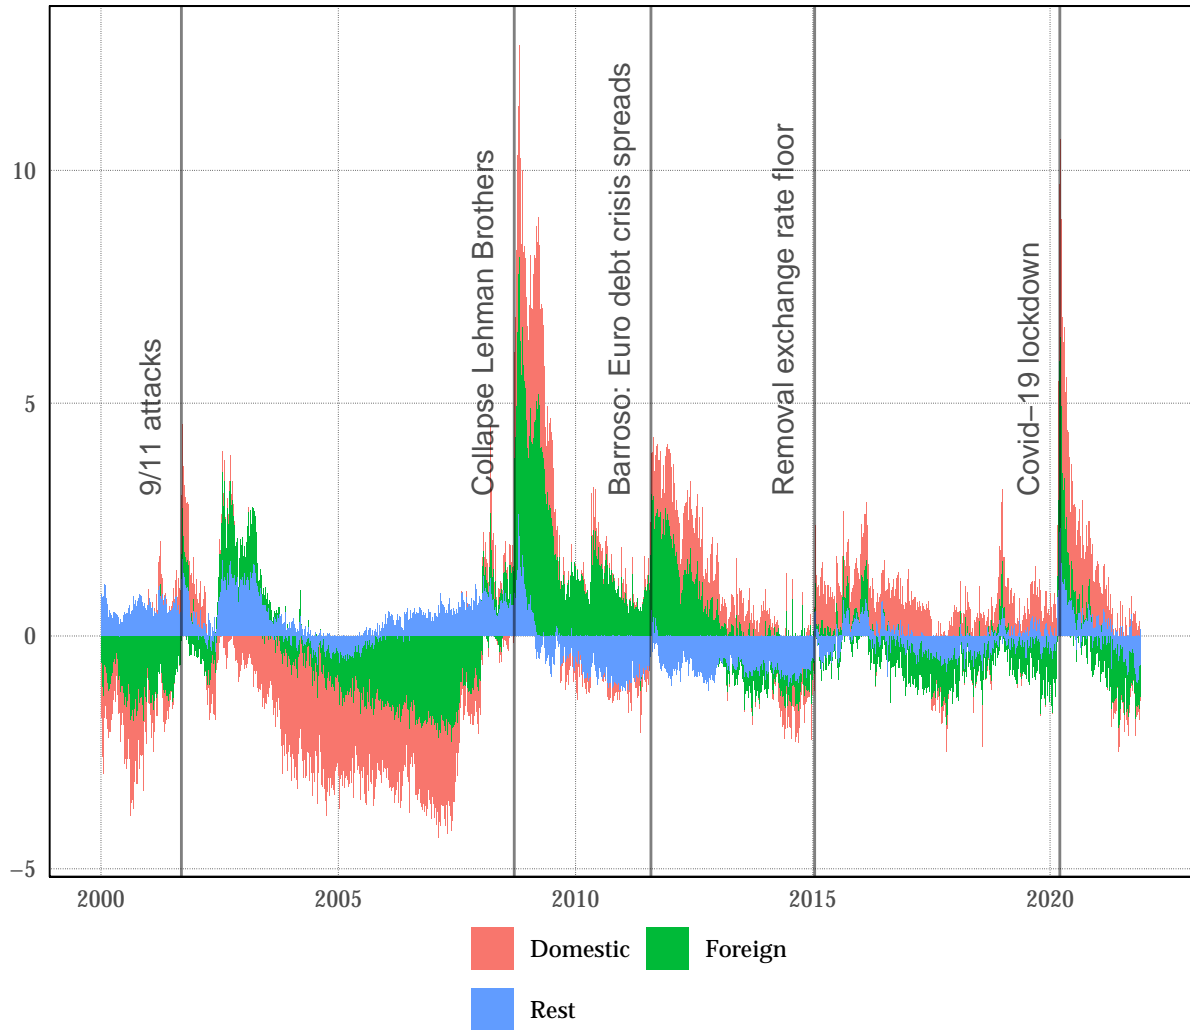 10
5
0
−5
9/11 attacks
Collapse Lehman Brothers
Barroso: Euro debt crisis spreads
Removal exchange rate floor
Covid−19 lockdown
2000
2005
2010
2015
2020
Domestic
Foreign
Rest